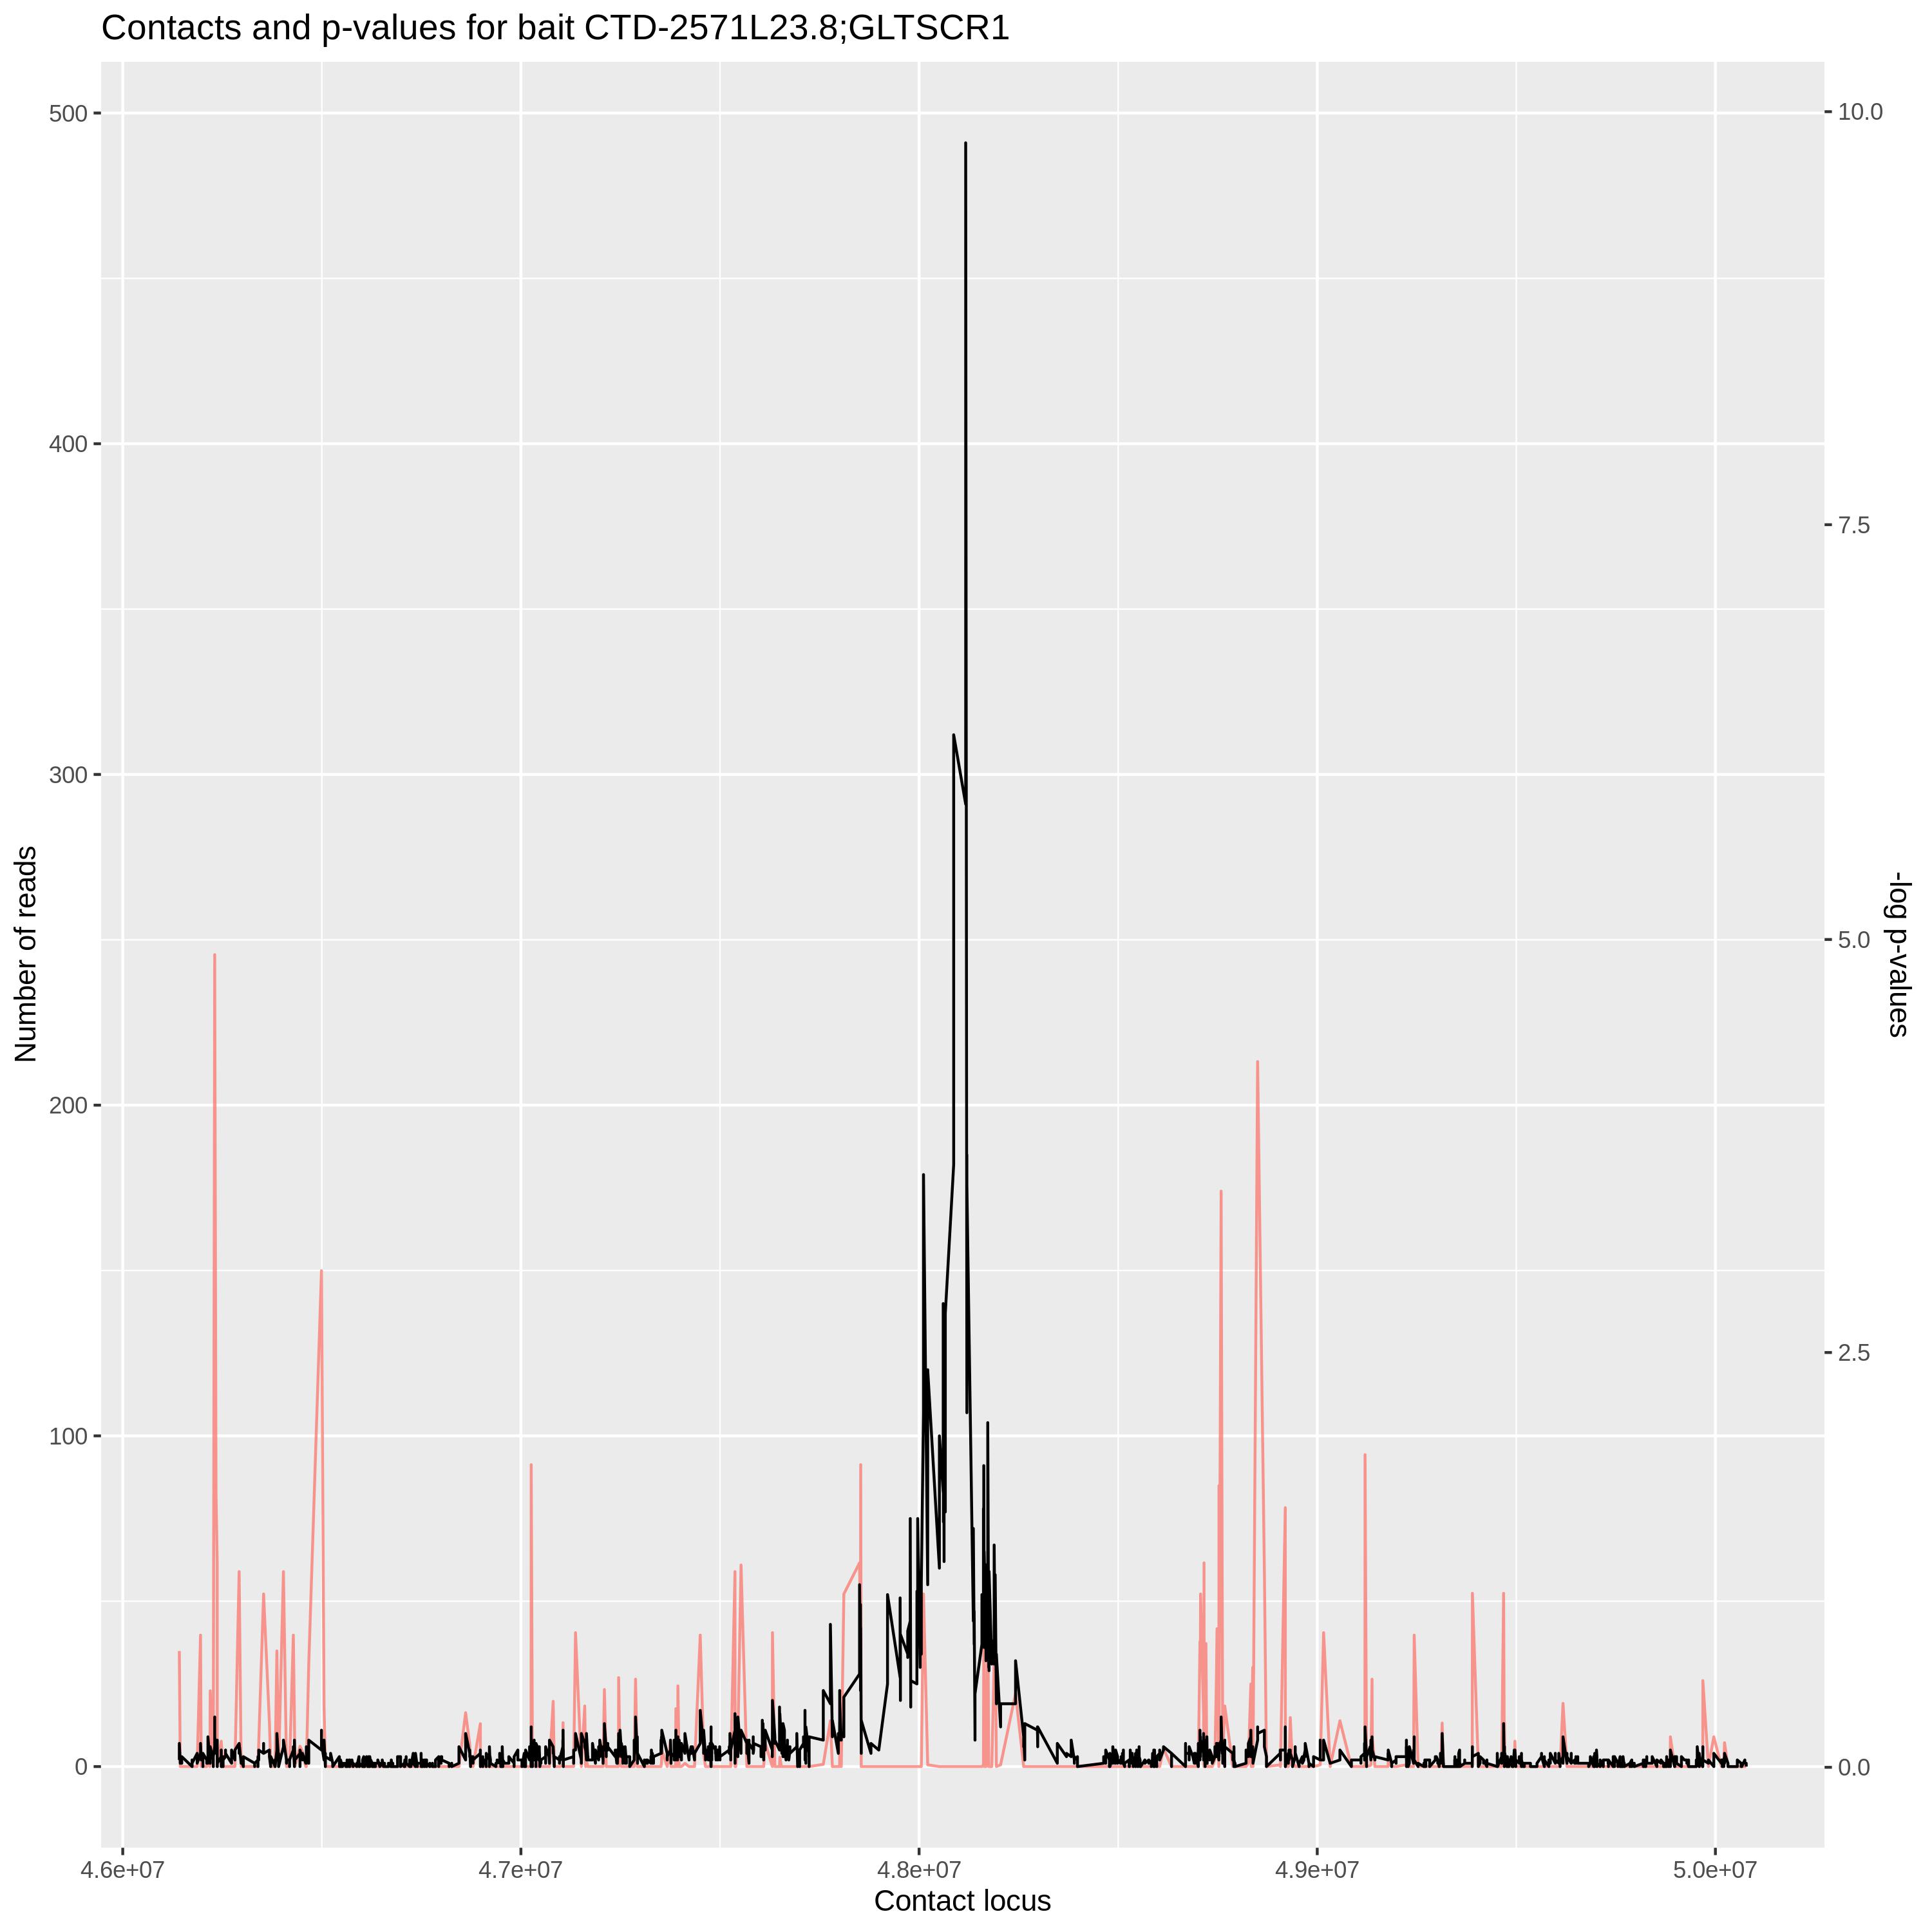 Contacts and p-values for bait CTD-2571L23.8;GLTSCR1
500
400
300
200
100
0
Number of reads
10.0
7.5
5.0
2.5
0.0
-log p-values
4.6e+07
4.7e+07
4.8e+07
4.9e+07
5.0e+07
Contact locus